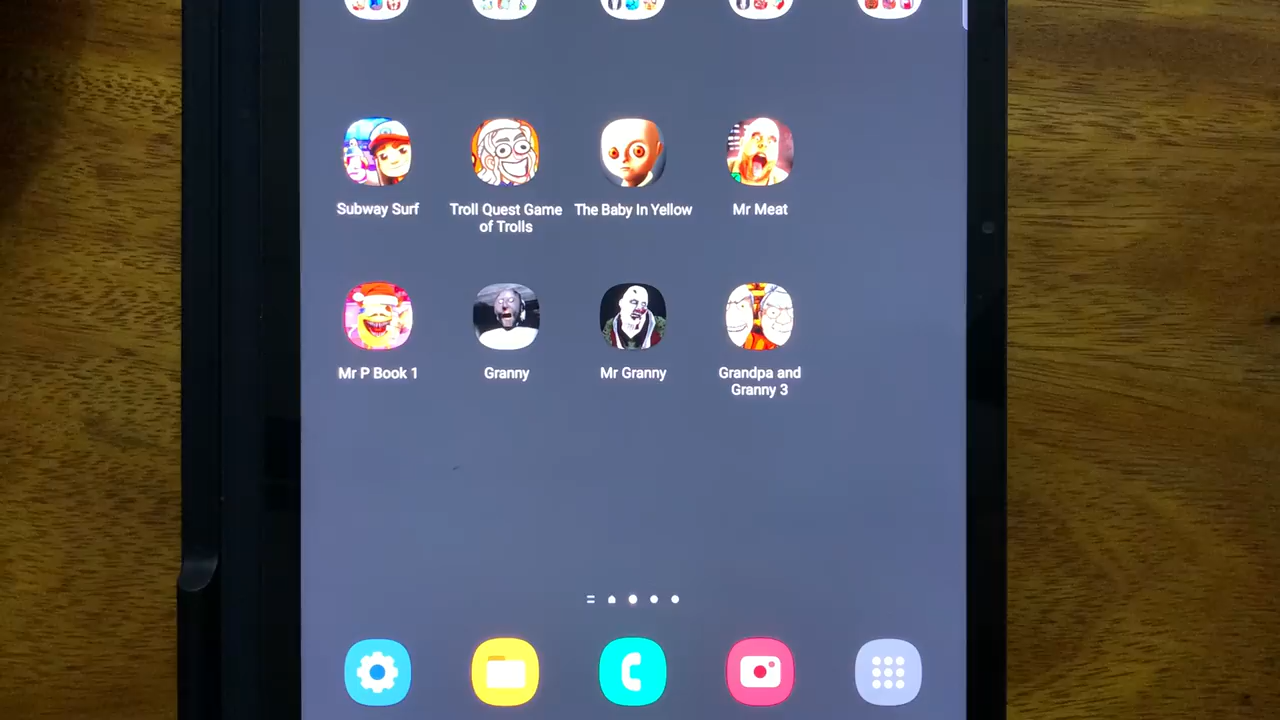 Subway Surf
Troll Quest Game
of Trolls
The Baby In Yellow
Mr Meat
Mr P Book 1
Granny
Mr Granny
Grandpa and
Granny 3